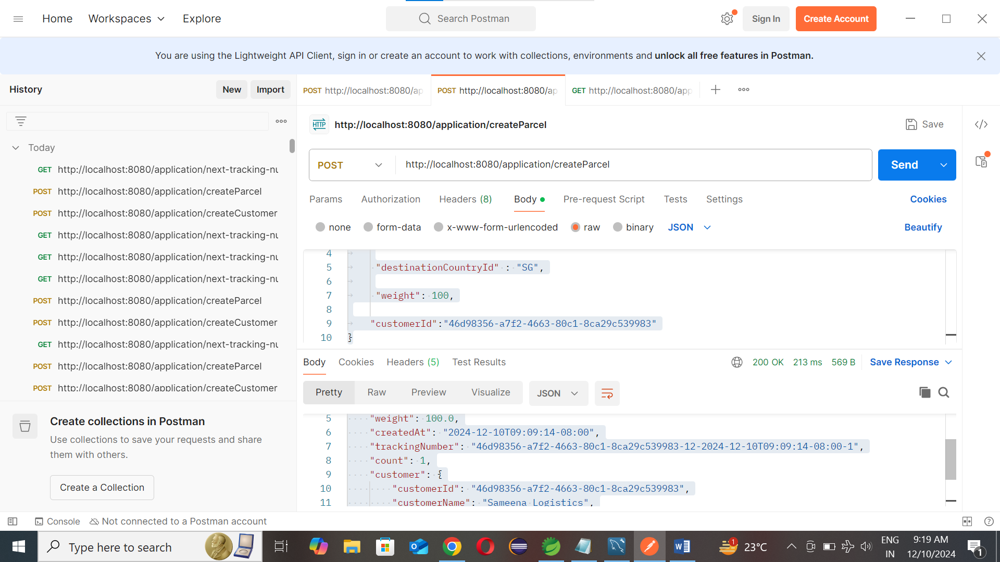 Home Workspaces Explore Search Postman Sign In Create Account
You are using the Lightweight API Client, sign in or create an account to work with collections, environments and unlock all free features in Postman.
History New Import
POST http://localhost:8080/ap POST http://localhost:8080/ap GET http://localhost:8080/app
HTTP http://localhost:8080/application/createParcel Save
Today
GET http://localhost:8080/application/next-tracking-nu
POST http://localhost:8080/application/createParcel
POST http://localhost:8080/application/createCustomer
GET http://localhost:8080/application/next-tracking-nu
GET http://localhost:8080/application/next-tracking-nu
GET http://localhost:8080/application/next-tracking-nu
POST http://localhost:8080/application/createParcel
POST http://localhost:8080/application/createCustomer
GET http://localhost:8080/application/next-tracking-nu
POST http://localhost:8080/application/createParcel
POST http://localhost:8080/application/createCustomer
Create collections in Postman
Use collections to save your requests and share
them with others.
Create a Collection
POST http://localhost:8080/application/createParcel Send
Params Authorization Headers (8) Body Pre-request Script Tests Settings Cookies
none form-data x-www-form-urlencoded raw binary JSON Beautify
4
5 "destinationCountryId" : "SG",
6
7 "weight": 100,
8
9 "customerId":"46d98356-a7f2-4663-80c1-8ca29c539983"
10 }
Body Cookies Headers (5) Test Results 200 OK 213 ms 569 B Save Response
Pretty Raw Preview Visualize JSON
5 "weight": 100.0,
6 "createdAt": "2024-12-10T09:09:14-08:00",
7 "trackingNumber": "46d98356-a7f2-4663-80c1-8ca29c539983-12-2024-12-10T09:09:14-08:00-1",
8 "count": 1,
9 "customer": {
10 "customerId": "46d98356-a7f2-4663-80c1-8ca29c539983",
11 "customerName": "Sameena Logistics",
Console Not connected to a Postman account
Type here to search 1 23°C ENG 9:19 AM
IN 12/10/2024 1